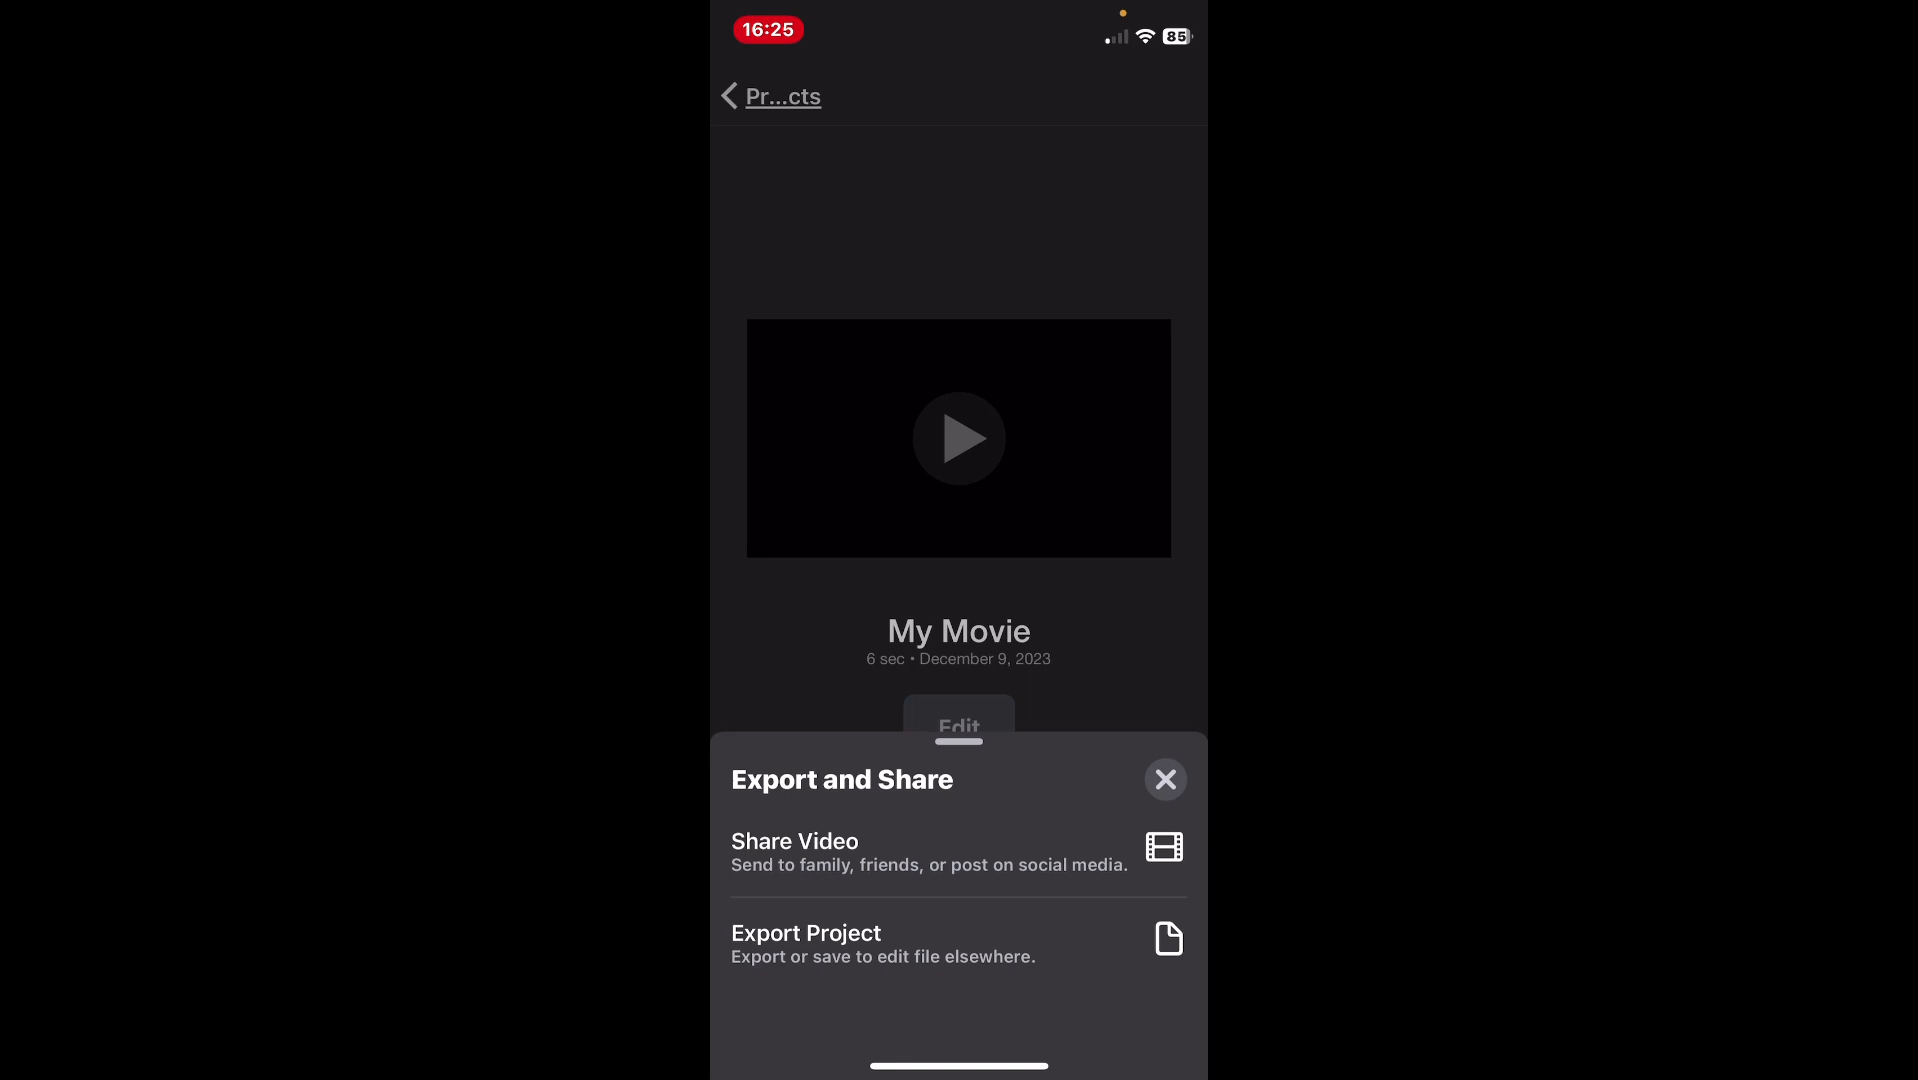 16:25
85
Pr...cts
My Movie
6 sec • December 9, 2023
Edit
Export and Share
Share Video
Send to family, friends, or post on social media.
Export Project
Export or save to edit file elsewhere.